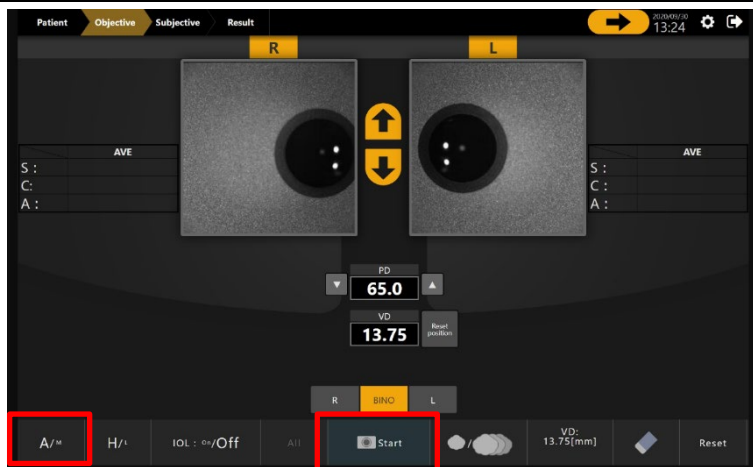 Patient Objective Subjective Result
2020/09/30
13:24
R L
AVE
S :
C:
A :
AVE
S :
C :
A :
PD
65.0
VD
13.75
Reset
position
R BINO L
A/M H/L IOL : On/Off All Start / VD:
13.75[mm] Reset